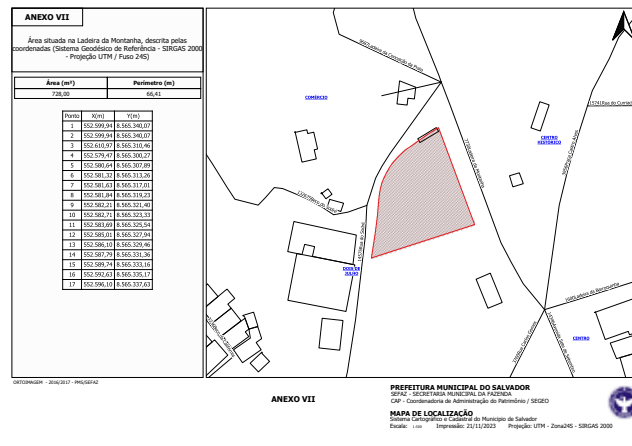 ANEXO VII
Área situada na Ladeira da Montanha, descrita pelas
coordenadas (Sistema Geodésico de Referência - SIRGAS 2000
- Projeção UTM / Fuso 24S)
Área (m²) Perímetro (m)
728,00 66,41
Ponto X(m) Y(m)
1 552.599,94 8.565.340,07
2 552.599,94 8.565.340,07
3 552.610,97 8.565.310,46
4 552.579,47 8.565.300,27
5 552.580,64 8.565.307,89
6 552.581,32 8.565.313,26
7 552.581,63 8.565.317,01
8 552.581,84 8.565.319,23
9 552.582,21 8.565.321,40
10 552.582,71 8.565.323,33
11 552.583,69 8.565.325,54
12 552.585,01 8.565.327,94
13 552.586,10 8.565.329,46
14 552.587,79 8.565.331,36
15 552.589,74 8.565.333,16
16 552.592,63 8.565.335,17
17 552.596,10 8.565.337,63
COMÉRCIO
CENTRO
HISTÓRICO
DOIS DE
JULHO
CENTRO
ORTOIMAGEM - 2016/2017 - PMS/SEFAZ
ANEXO VII
PREFEITURA MUNICIPAL DO SALVADOR
SEFAZ - SECRETARIA MUNICIPAL DA FAZENDA
CAP - Coordenadoria de Administração do Patrimônio / SEGEO
MAPA DE LOCALIZAÇÃO
Sistema Cartográfico e Cadastral do Município de Salvador
Escala: Impressão: 21/11/2023 Projeção: UTM - Zona24S - SIRGAS 2000